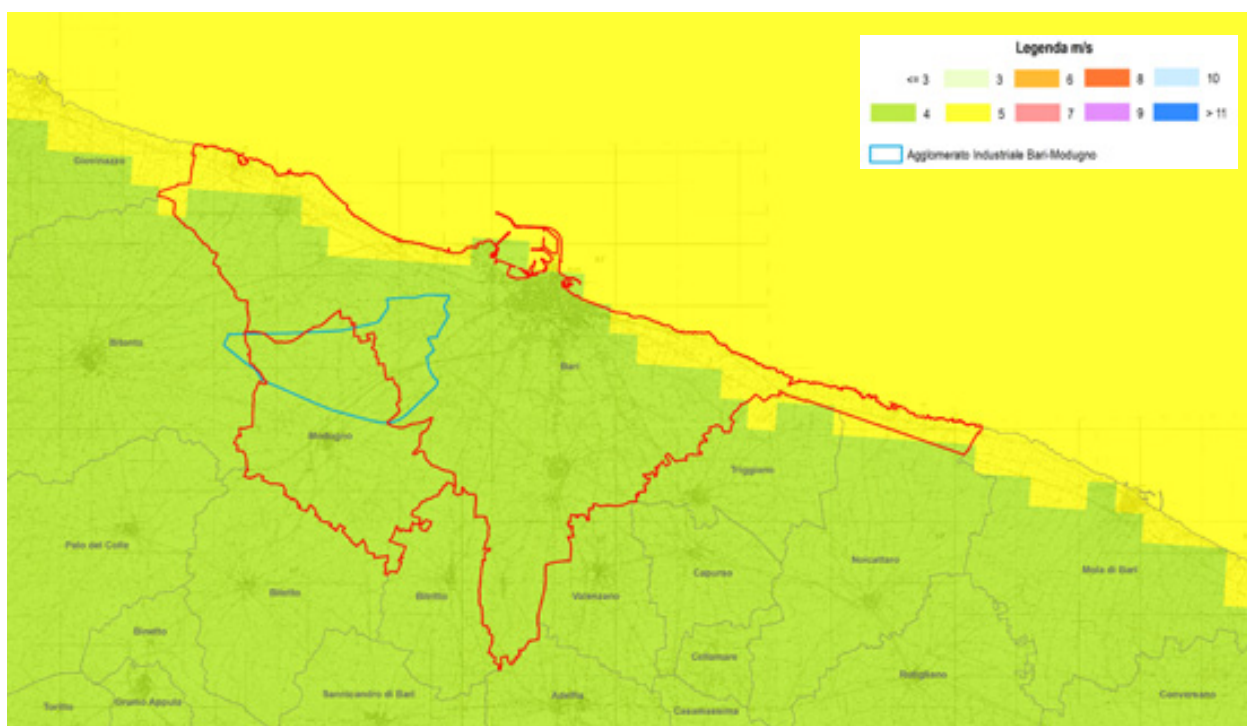 Legenda m/s
<= 3 3 6 8 10
4 5 7 9 > 11
Agglomerato Industriale Bari-Modugno
Giovinazzo
Bitonto
Bari
Modugno
Triggiano
Palo del Colle
Noicattaro
Mola di Bari
Capurso
Bitetto
Bitritto
Valenzano
Binetto
Cellamare
Rutigliano
Sannicandro di Bari
Adelfia
Conversano
Grumo Appula
Toritto
Casamassima